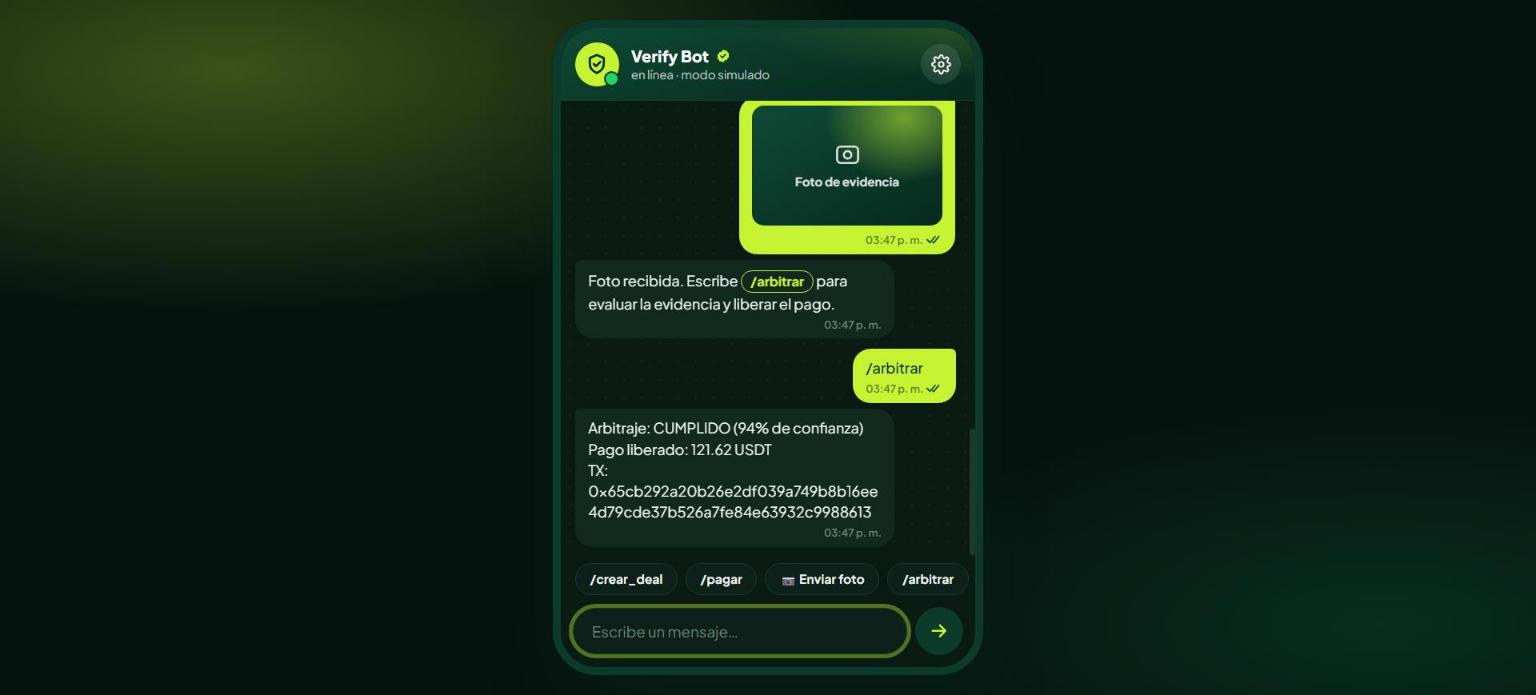 Verify Bot
en línea · modo simulado
Foto de evidencia
03:47 p. m.
Foto recibida. Escribe /arbitrar para
evaluar la evidencia y liberar el pago.
03:47 p. m.
/arbitrar
03:47 p. m.
Arbitraje: CUMPLIDO (94% de confianza)
Pago liberado: 121.62 USDT
TX:
0x65cb292a20b26e2df039a749b8b16ee
4d79cde37b526a7fe84e63932c9988613
03:47 p. m.
/crear_deal
/pagar
Enviar foto
/arbitrar
Escribe un mensaje...